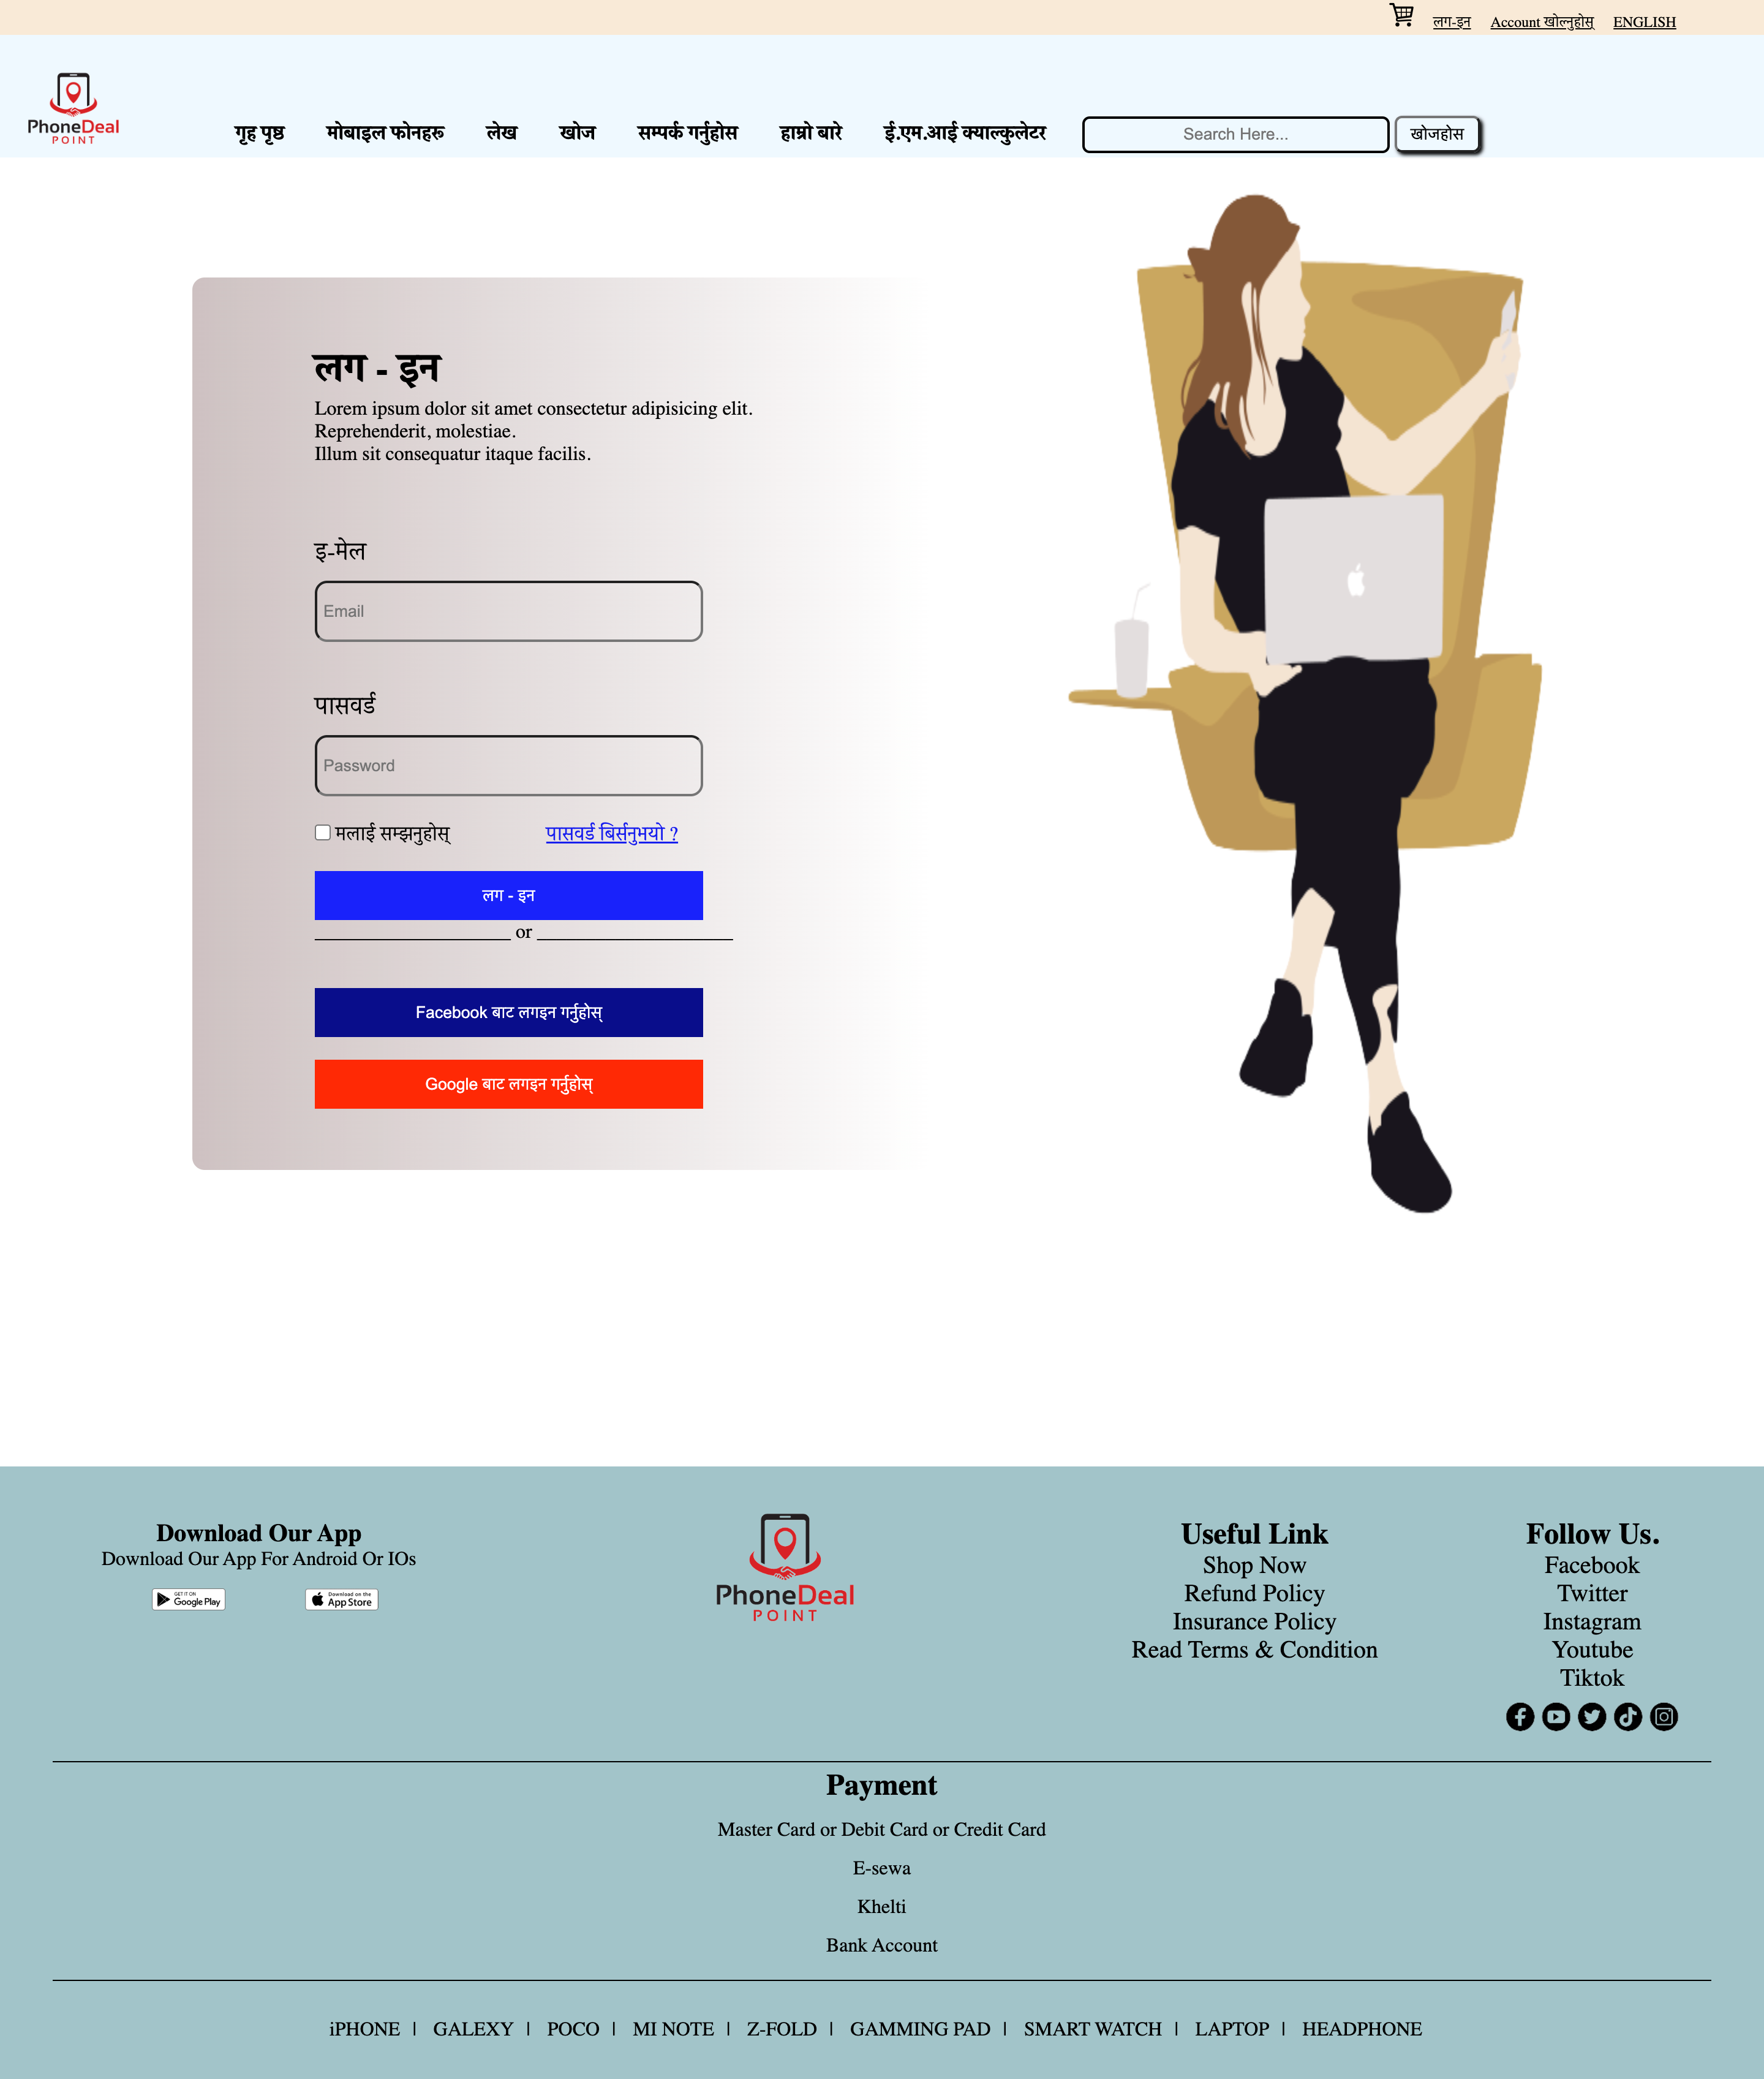 लग-इन Account खोल्नुहोस् ENGLISH
PhoneDeal
POINT
गृह पृष्ठ मोबाइल फोनहरू लेख खोज सम्पर्क गर्नुहोस हाम्रो बारे ई.एम.आई क्याल्कुलेटर Search Here... खोजहोस
लग - इन
Lorem ipsum dolor sit amet consectetur adipisicing elit.
Reprehenderit, molestiae.
Illum sit consequatur itaque facilis.
इ-मेल
Email
पासवर्ड
Password
मलाई सम्झनुहोस् पासवर्ड बिर्सनुभयो ?
लग - इन
or
Facebook बाट लगइन गर्नुहोस्
Google बाट लगइन गर्नुहोस्
Download Our App
Download Our App For Android Or IOs
GET IT ON
Google Play
Download on the
App Store
PhoneDeal
POINT
Useful Link
Shop Now
Refund Policy
Insurance Policy
Read Terms & Condition
Follow Us.
Facebook
Twitter
Instagram
Youtube
Tiktok
Payment
Master Card or Debit Card or Credit Card
E-sewa
Khelti
Bank Account
iPHONE | GALEXY | POCO | MI NOTE | Z-FOLD | GAMMING PAD | SMART WATCH | LAPTOP | HEADPHONE